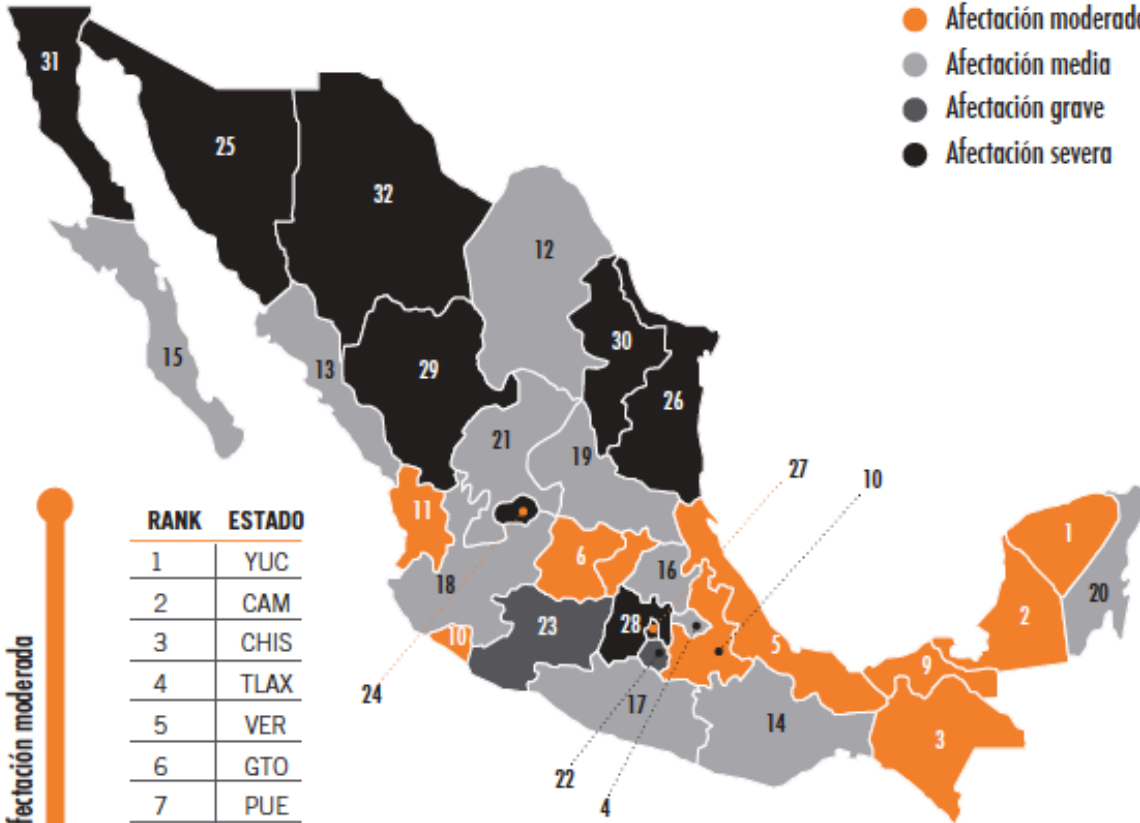 Afectación moderada
Afectación media
Afectación grave
Afectación severa
31
25
32
12
15
13
29
30
26
21
19
27
10
11
6
16
1
18
20
2
10
23
28
5
9
24
17
14
3
22
4
RANK ESTADO
1 YUC
2 CAM
3 CHIS
4 TLAX
5 VER
6 GTO
7 PUE
fectación moderada